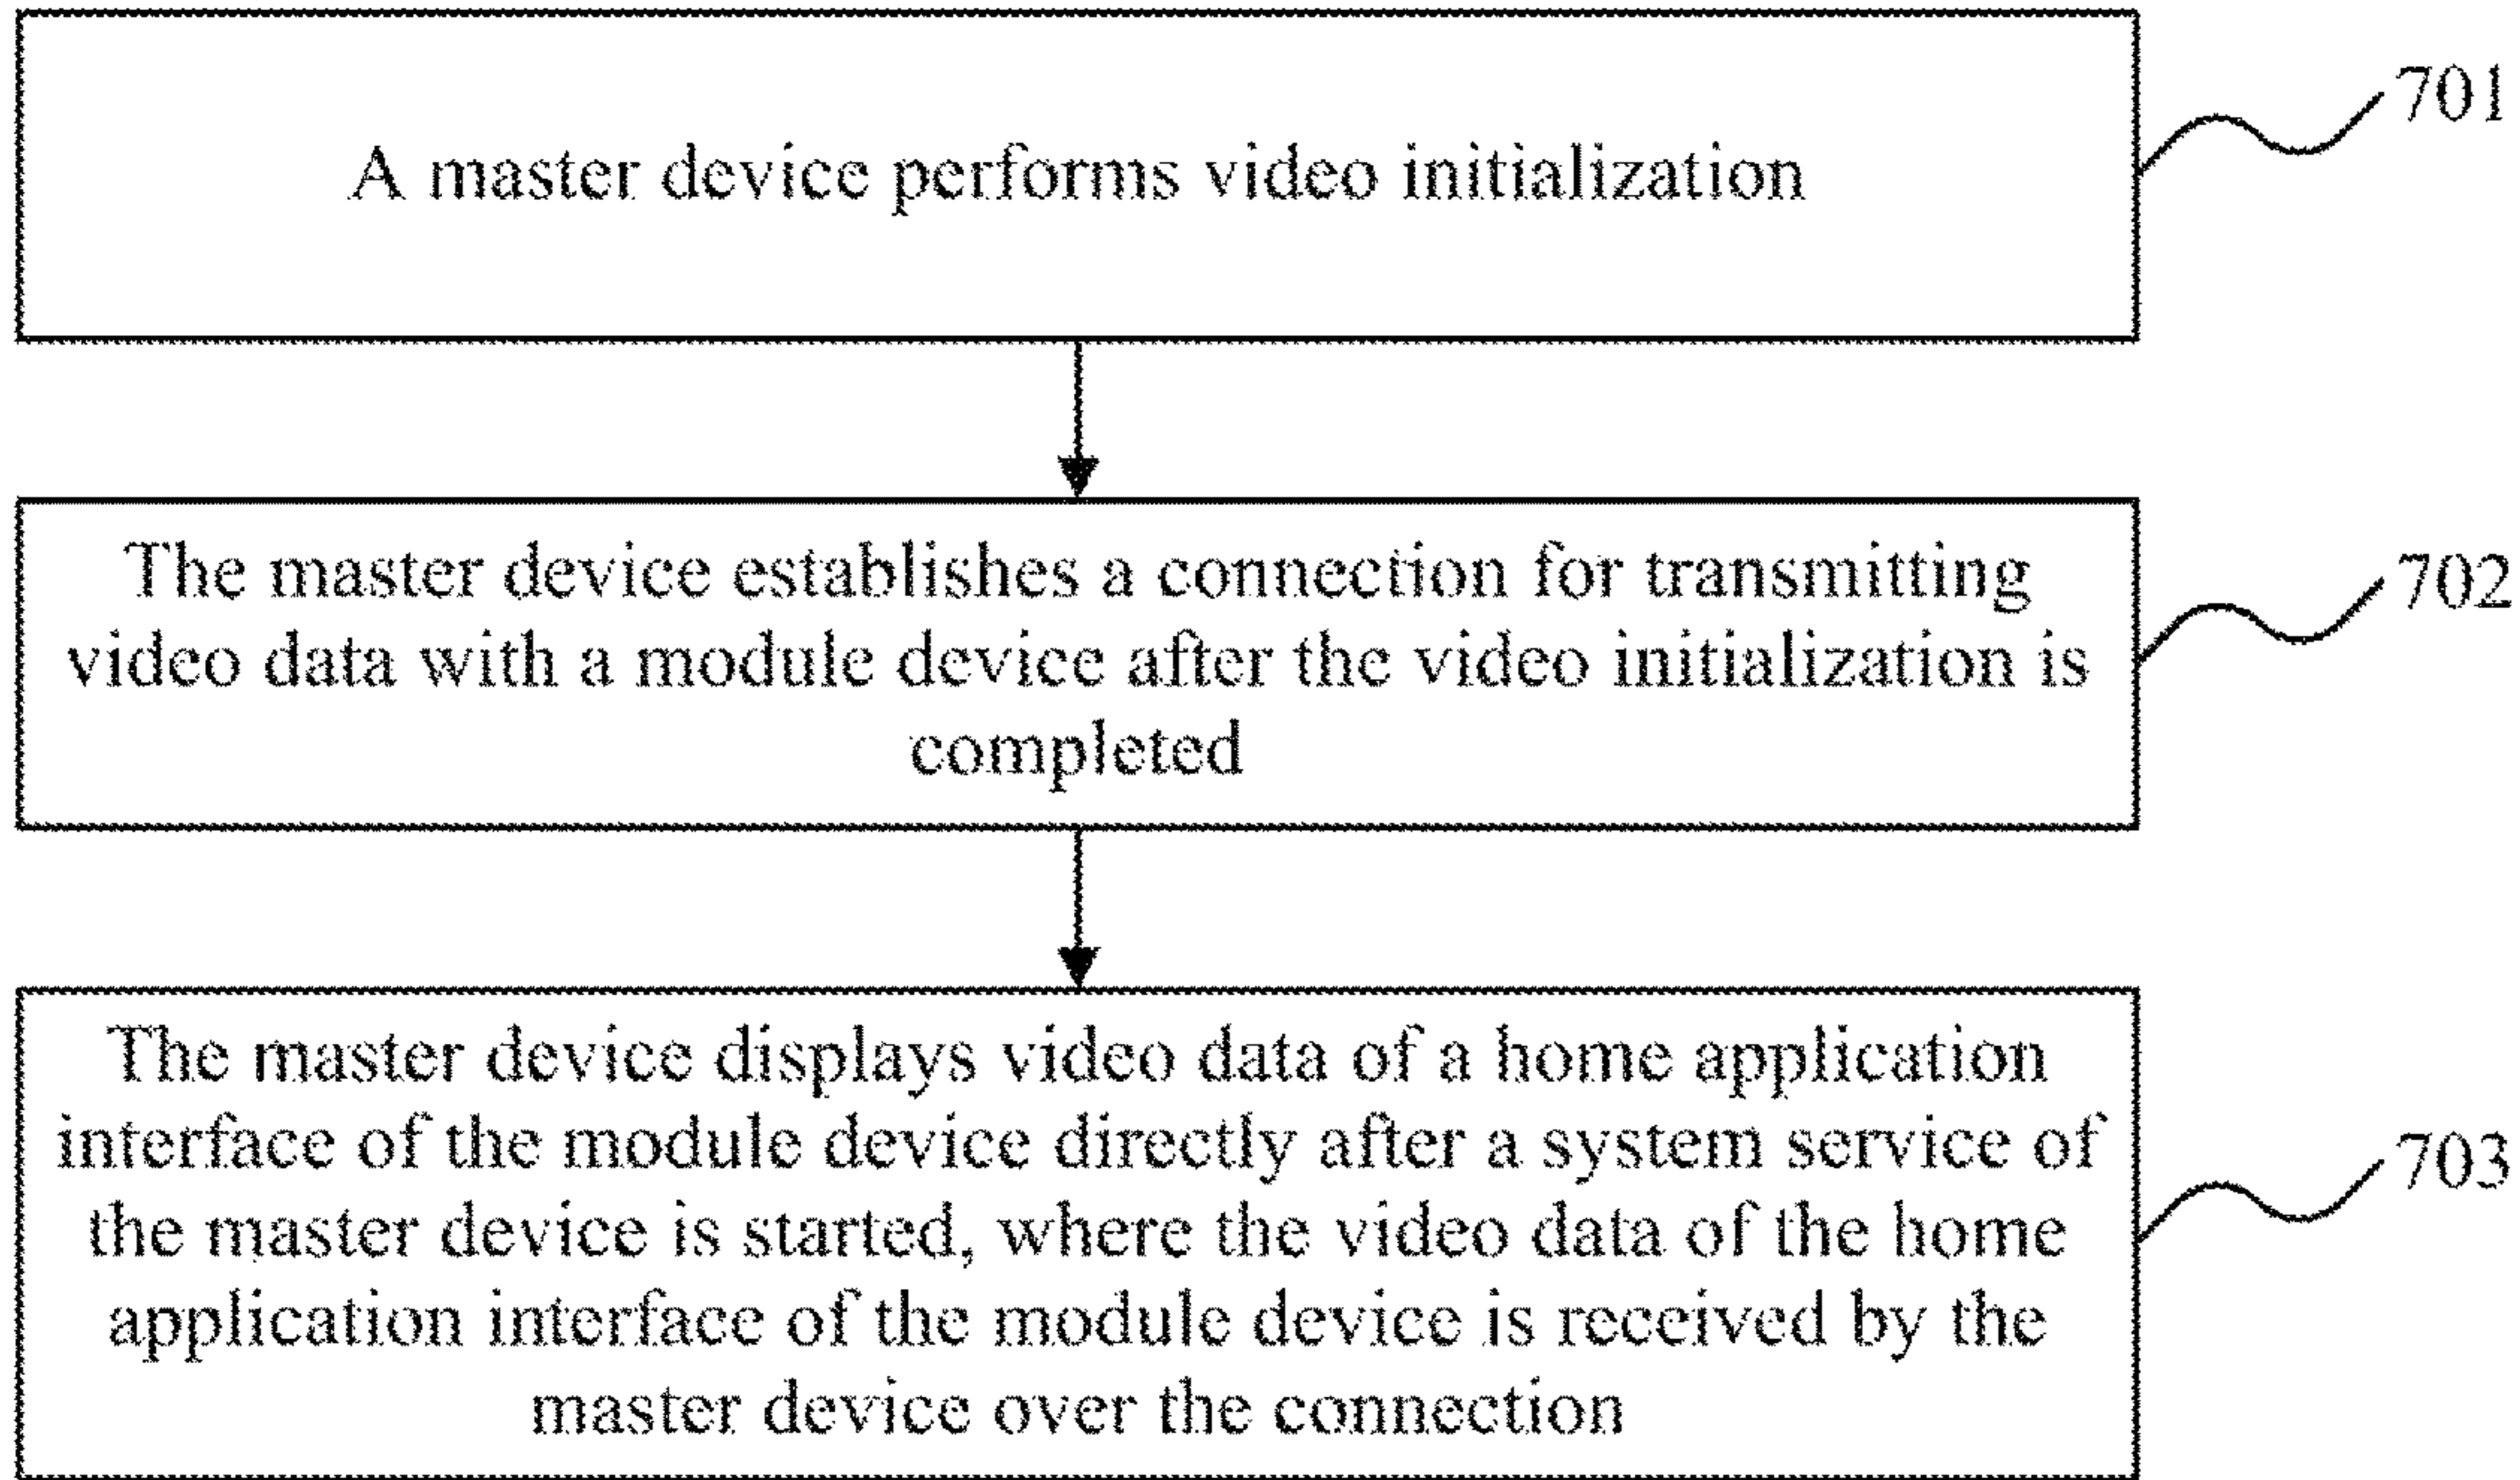 A master device performs video initialization
701
The master device establishes a connection for transmitting
video data with a module device after the video initialization is
completed
702
The master device displays video data of a home application
interface of the module device directly after a system service of
the master device is started, where the video data of the home
application interface of the module device is received by the
master device over the connection
703